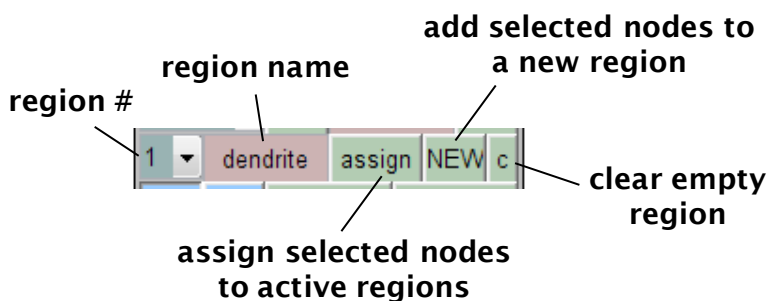 add selected nodes to
a new region
region name
region #
1 dendrite assign NEW c
clear empty
region
assign selected nodes
to active regions